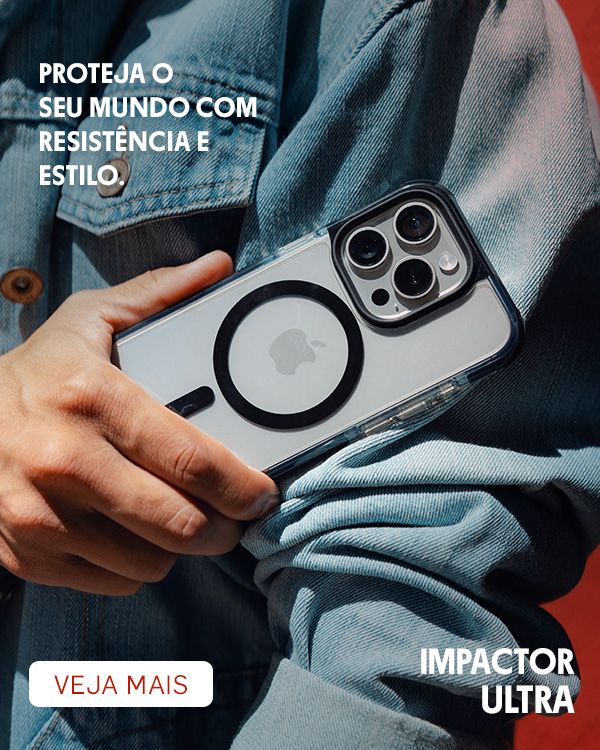 PROTEJA O
SEU MUNDO COM
RESISTÊNCIA E
ESTILO.
VEJA MAIS
IMPACTOR
ULTRA